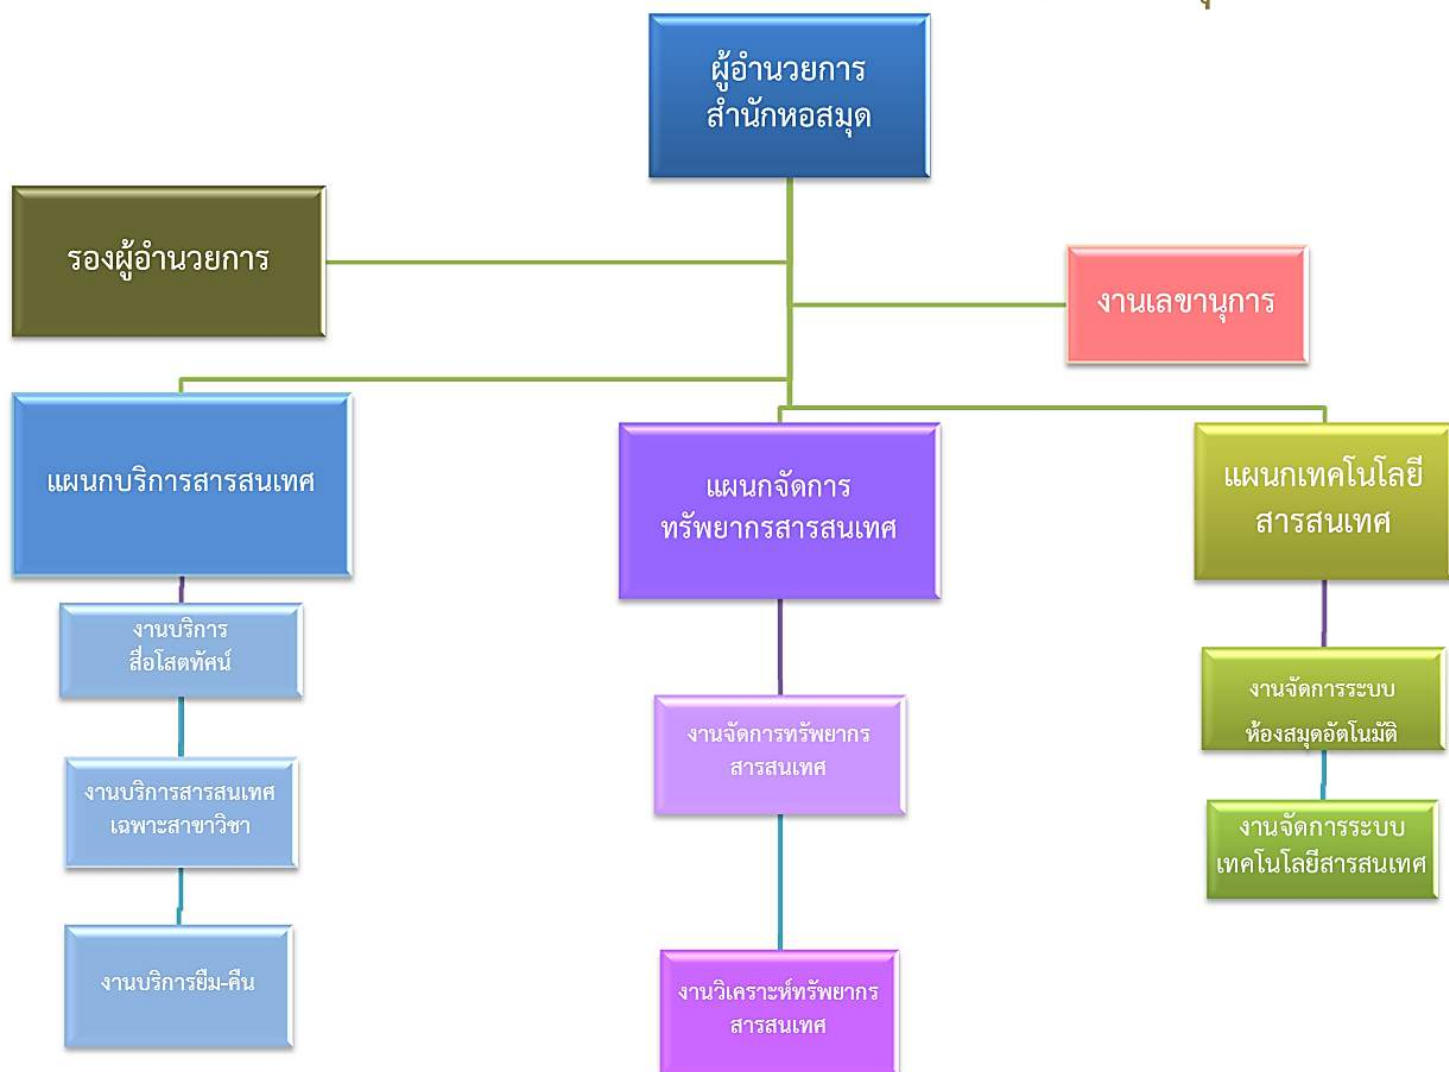 ผู้อำนวยการ
สำนักหอสมุด
รองผู้อำนวยการ
งานเลขานุการ
แผนกบริการสารสนเทศ
แผนกจัดการ
ทรัพยากรสารสนเทศ
แผนกเทคโนโลยี
สารสนเทศ
งานบริการ
สื่อโสตทัศน์
งานบริการสารสนเทศ
เฉพาะสาขาวิชา
งานบริการยืม-คืน
งานจัดการทรัพยากร
สารสนเทศ
งานวิเคราะห์ทรัพยากร
สารสนเทศ
งานจัดการระบบ
ห้องสมุดอัตโนมัติ
งานจัดการระบบ
เทคโนโลยีสารสนเทศ